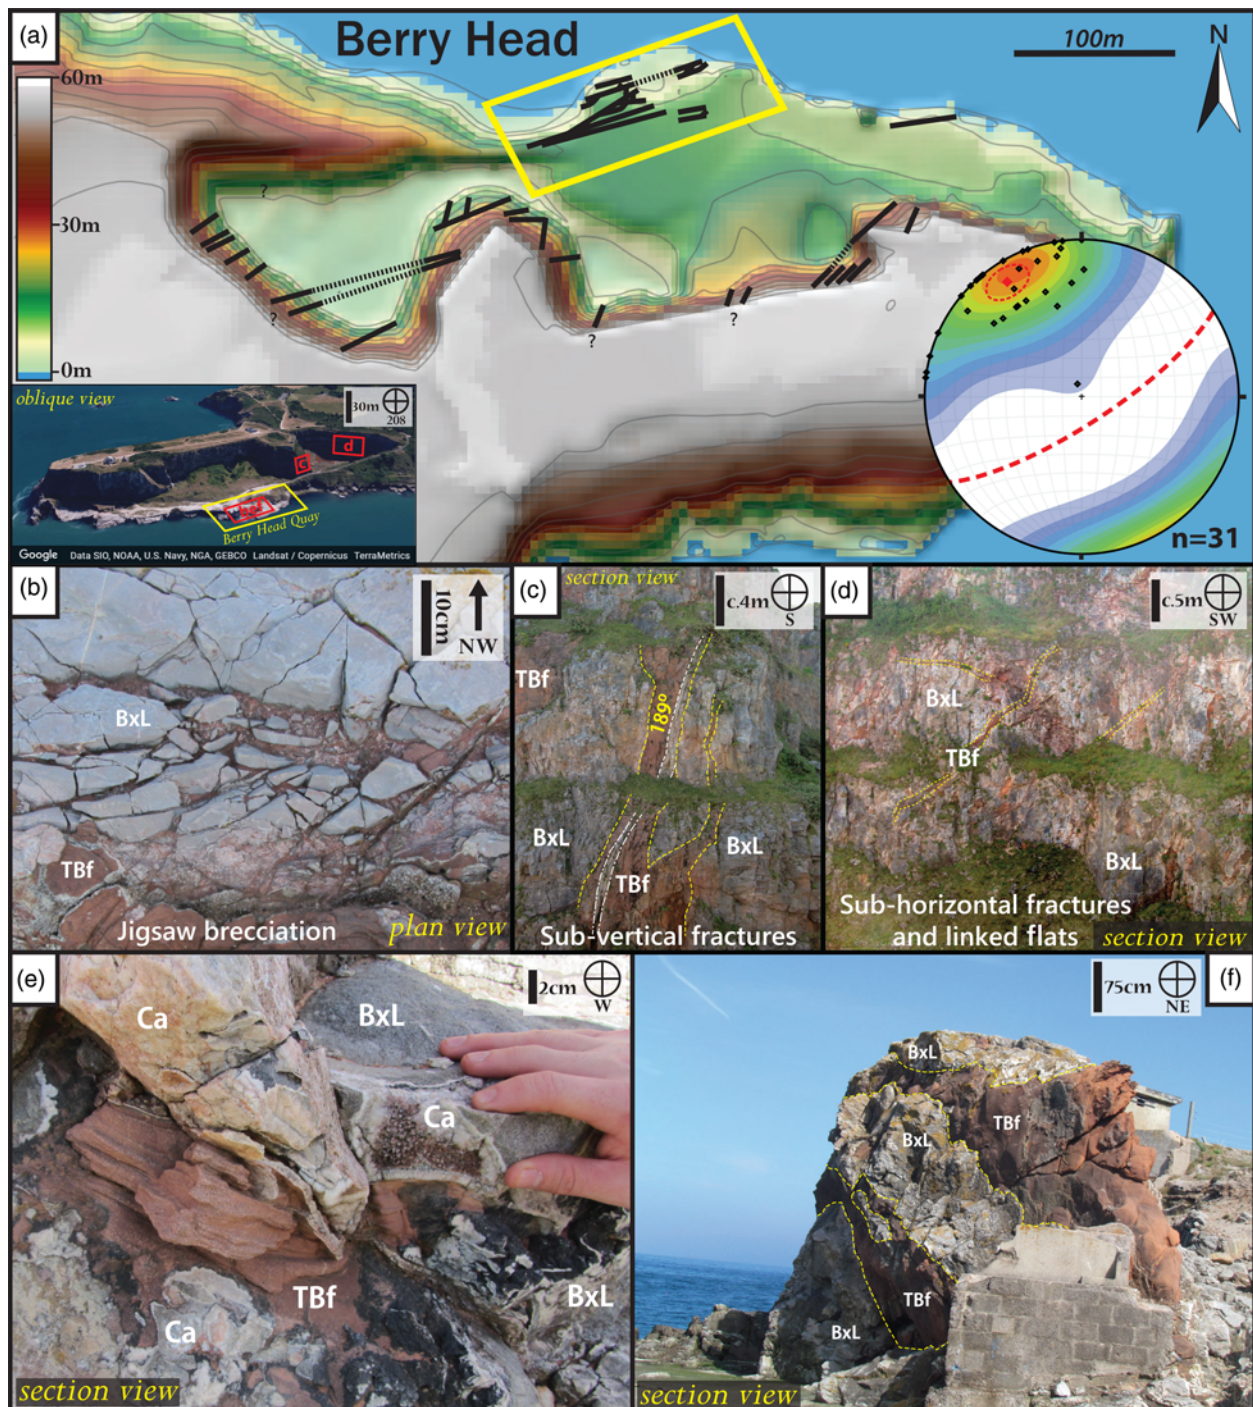 (a)
Berry Head
100m
N
60m
30m
0m
?
?
?
?
oblique view
30m
208
c
d
Berry Head Quay
Google Data SIO, NOAA, U.S. Navy, NGA, GEBCO Landsat / Copernicus TerraMetrics
n=31
(b)
10cm
NW
BxL
TBf
Jigsaw brecciation
plan view
(c)
section view
c.4m
S
TBf
189º
BxL
BxL
TBf
Sub-vertical fractures
(d)
c.5m
SW
BxL
TBf
BxL
Sub-horizontal fractures
and linked flats
section view
(e)
2cm
W
Ca
BxL
Ca
TBf
Ca
BxL
section view
75cm
NE
(f)
BxL
TBf
BxL
TBf
BxL
section view